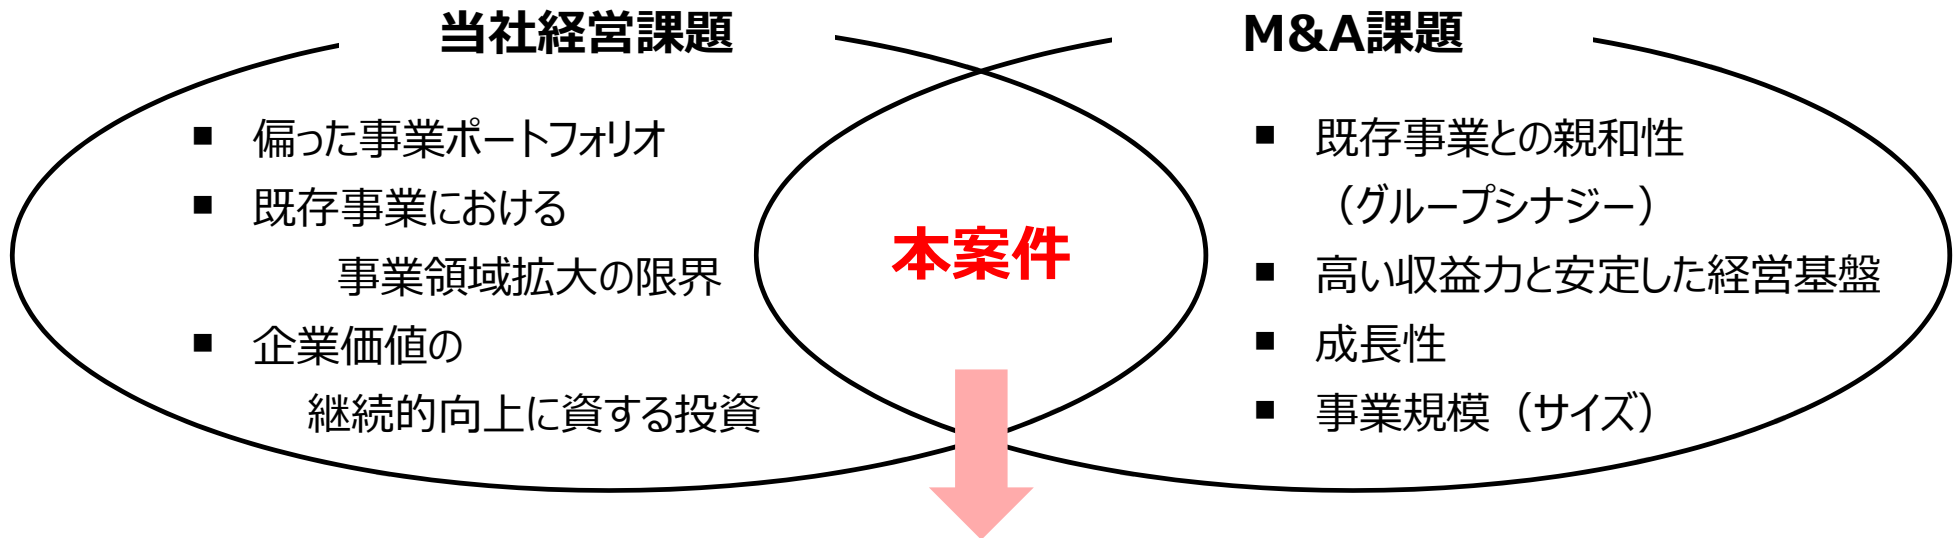 当社経営課題
■ 偏った事業ポートフォリオ
■ 既存事業における
事業領域拡大の限界
■ 企業価値の
継続的向上に資する投資
本案件
M&A課題
■ 既存事業との親和性
（グループシナジー）
■ 高い収益力と安定した経営基盤
■ 成長性
■ 事業規模（サイズ）